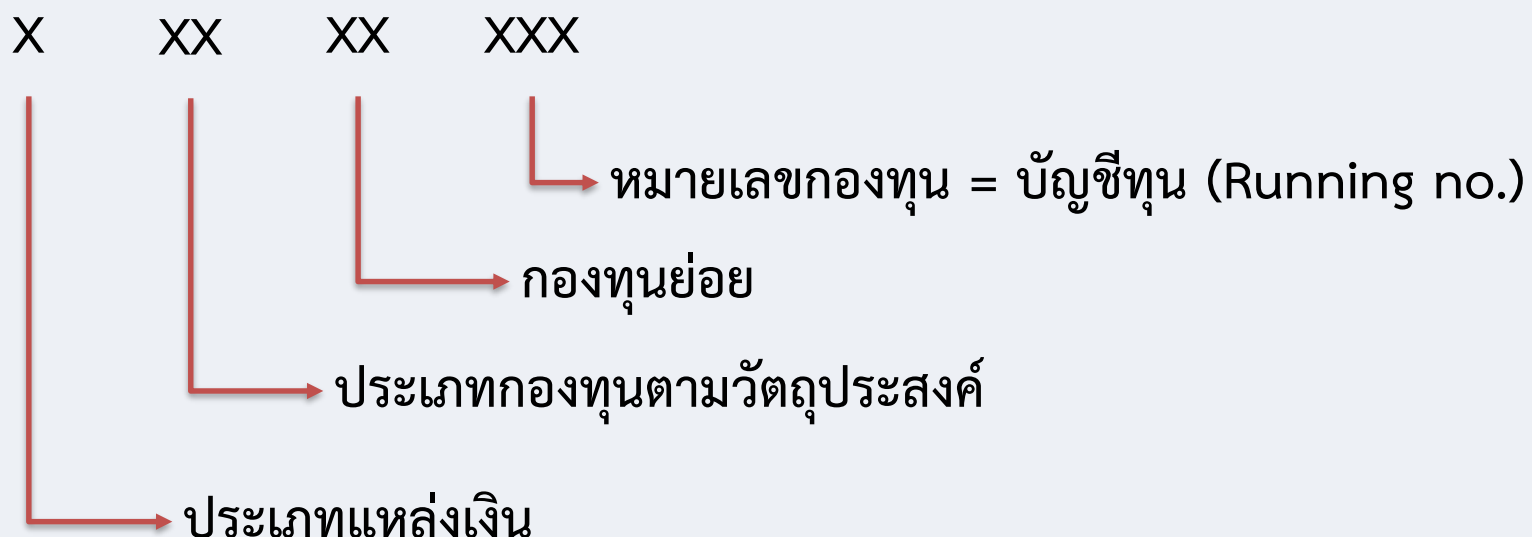 X XX XX XXX
หมายเลขกองทุน = บัญชีทุน (Running no.)
กองทุนย่อย
ประเภทกองทุนตามวัตถุประสงค์
ประเภทแหล่งเงิน